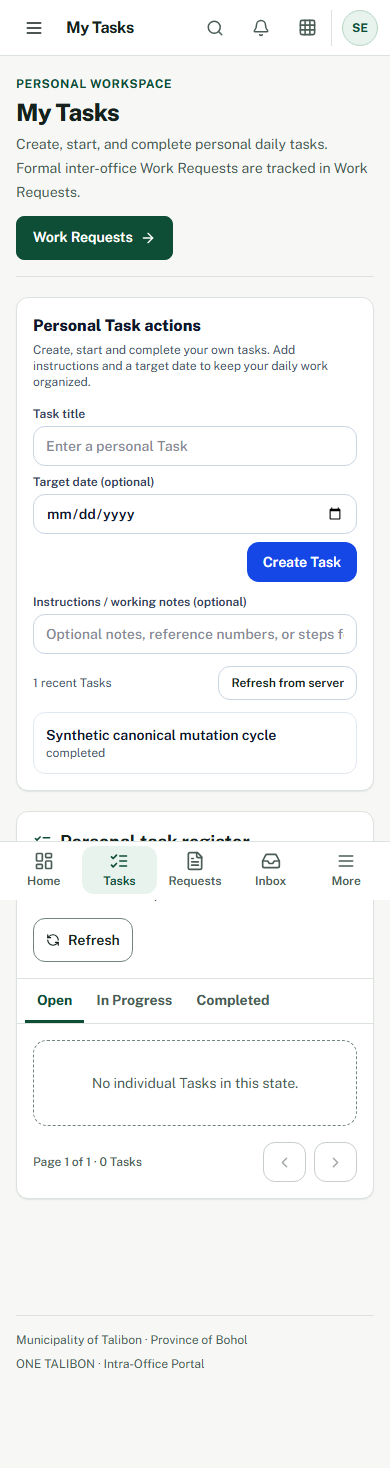 My Tasks
SE
PERSONAL WORKSPACE
My Tasks
Create, start, and complete personal daily tasks.
Formal inter-office Work Requests are tracked in Work
Requests.
Work Requests
Personal Task actions
Create, start and complete your own tasks. Add
instructions and a target date to keep your daily work
organized.
Task title
Enter a personal Task
Target date (optional)
mm/dd/yyyy
Create Task
Instructions / working notes (optional)
Optional notes, reference numbers, or steps f
1 recent Tasks
Refresh from server
Synthetic canonical mutation cycle
completed
Personal task register
Home
Tasks
Requests
Inbox
More
Refresh
Open
In Progress
Completed
No individual Tasks in this state.
Page 1 of 1 · 0 Tasks
Municipality of Talibon · Province of Bohol
ONE TALIBON · Intra-Office Portal